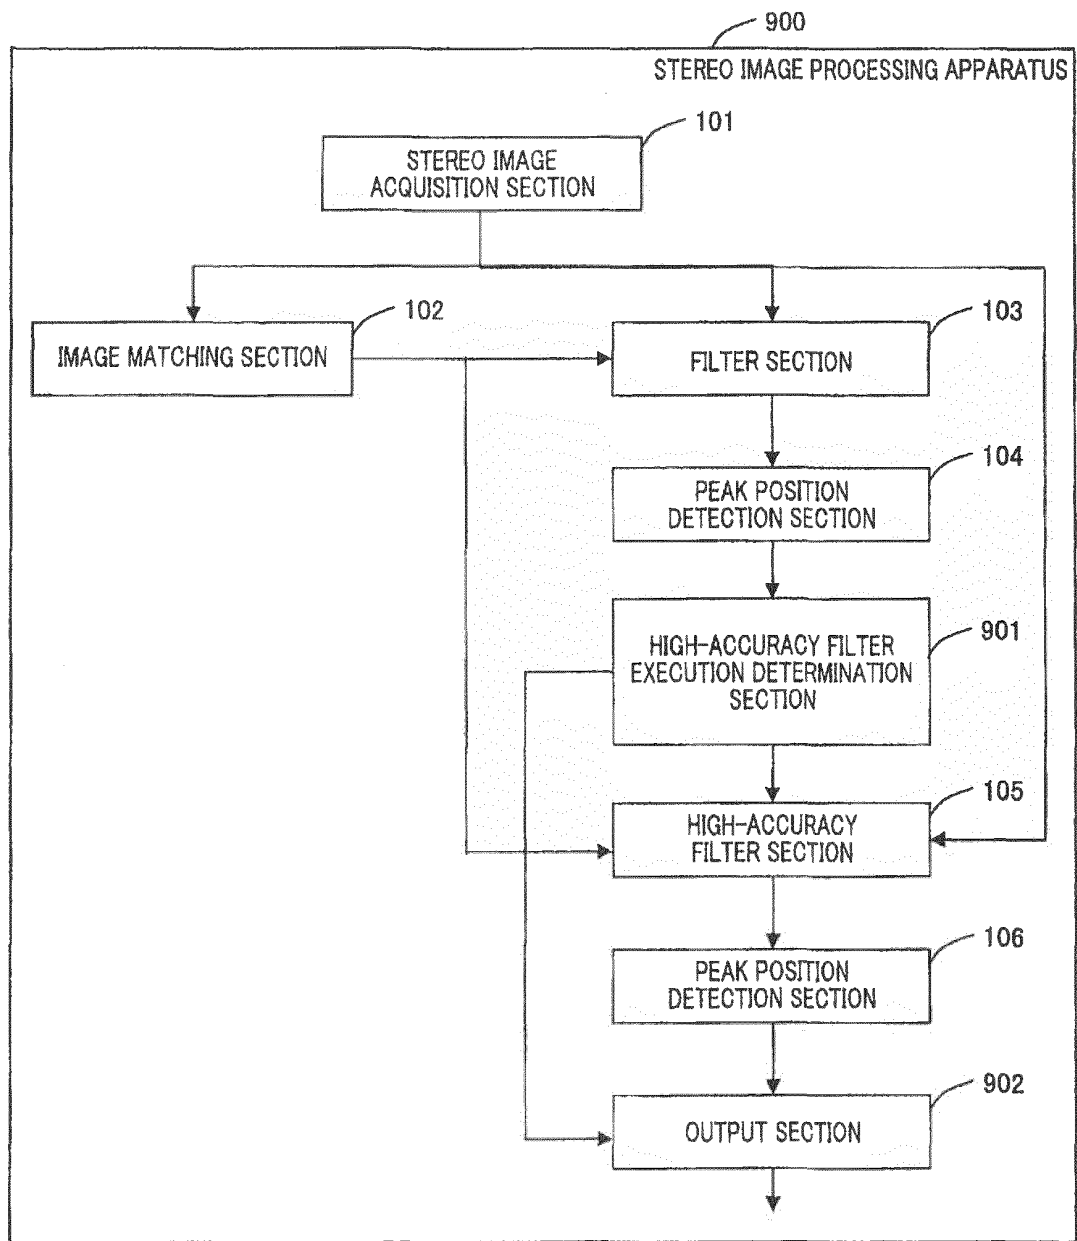 900
STEREO IMAGE PROCESSING APPARATUS
101
STEREO IMAGE
ACQUISITION SECTION
102
IMAGE MATCHING SECTION
103
FILTER SECTION
104
PEAK POSITION
DETECTION SECTION
901
HIGH-ACCURACY FILTER
EXECUTION DETERMINATION
SECTION
105
HIGH-ACCURACY
FILTER SECTION
106
PEAK POSITION
DETECTION SECTION
902
OUTPUT SECTION